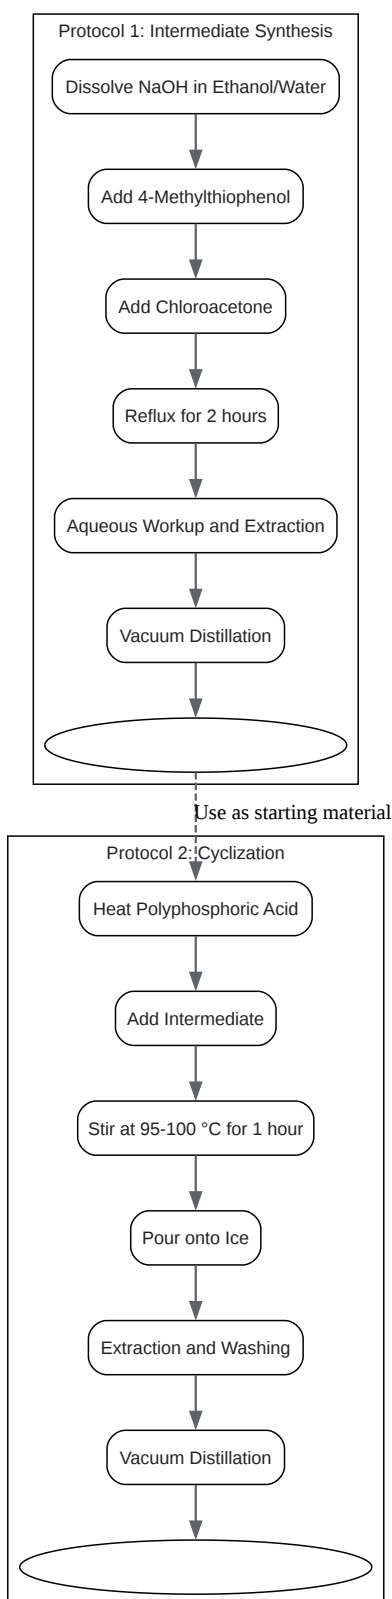 Protocol 1: Intermediate Synthesis
Dissolve NaOH in Ethanol/Water
Add 4-Methylthiophenol
Add Chloroacetone
Reflux for 2 hours
Aqueous Workup and Extraction
Vacuum Distillation
Use as starting material
Protocol 2: Cyclization
Heat Polyphosphoric Acid
Add Intermediate
Stir at 95-100 °C for 1 hour
Pour onto Ice
Extraction and Washing
Vacuum Distillation